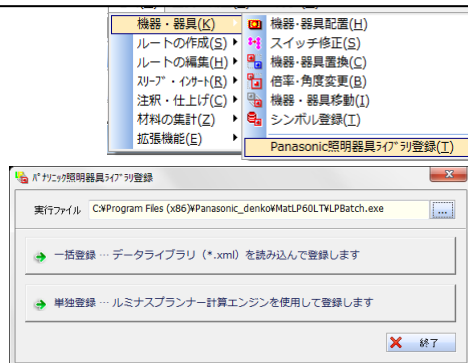 機器・器具(K)
ルートの作成(S)
ルートの編集(H)
ｽﾘｰﾌﾞ・ｲﾝｻｰﾄ(R)
注釈・仕上げ(C)
材料の集計(Z)
拡張機能(E)
機器・器具配置(H)
スイッチ修正(S)
機器・器具置換(C)
倍率・角度変更(B)
機器・器具移動(I)
シンボル登録(T)
Panasonic照明器具ﾗｲﾌﾞﾗﾘ登録(T)
ﾊﾟﾅｿﾆｯｸ照明器具ﾗｲﾌﾞﾗﾘ登録
実行ファイル C:¥Program Files (x86)¥Panasonic_denko¥MatLP60LT¥LPBatch.exe ...
一括登録 … データライブラリ（*.xml）を読み込んで登録します
単独登録 … ルミナスプランナー計算エンジンを使用して登録します
終了